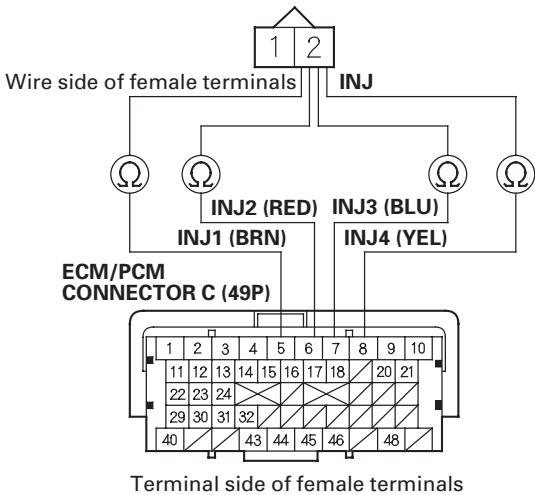 1 2
Wire side of female terminals INJ
Ω Ω Ω Ω
INJ2 (RED) INJ3 (BLU)
INJ1 (BRN) INJ4 (YEL)
ECM/PCM
CONNECTOR C (49P)
1 2 3 4 5 6 7 8 9 10
11 12 13 14 15 16 17 18 20 21
22 23 24
29 30 31 32
40 43 44 45 46 48
Terminal side of female terminals